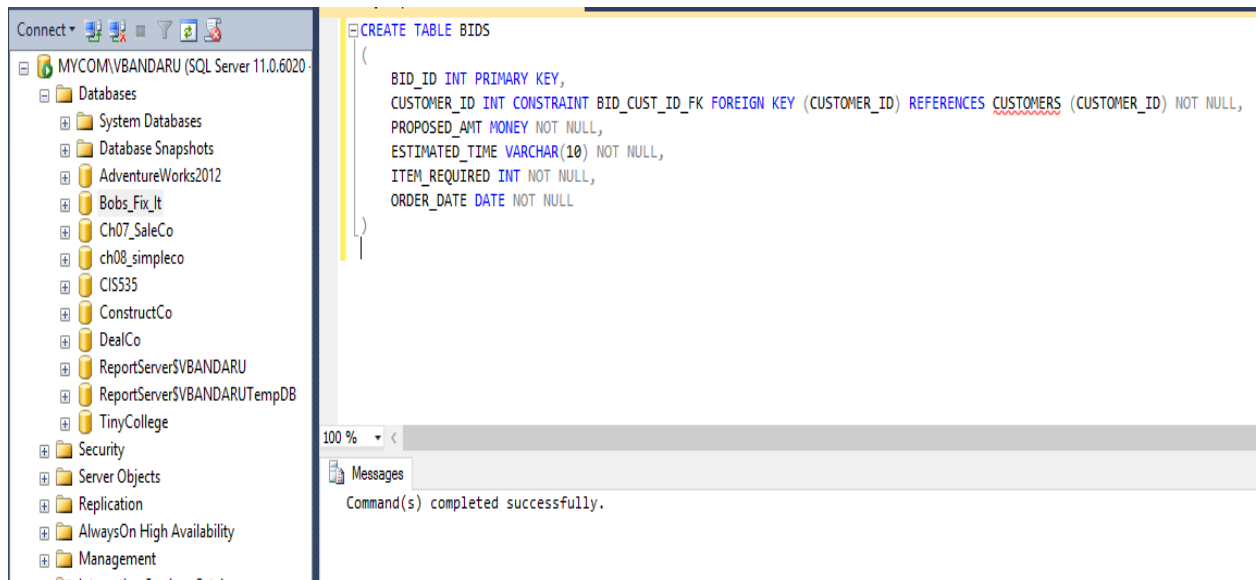 Connect
MYCOM\VBANDARU (SQL Server 11.0.6020 -
Databases
System Databases
Database Snapshots
AdventureWorks2012
Bobs_Fix_It
Ch07_SaleCo
ch08_simpleco
CIS535
ConstructCo
DealCo
ReportServer$VBANDARU
ReportServer$VBANDARUTempDB
TinyCollege
Security
Server Objects
Replication
AlwaysOn High Availability
Management
CREATE TABLE BIDS
(
BID_ID INT PRIMARY KEY,
CUSTOMER_ID INT CONSTRAINT BID_CUST_ID_FK FOREIGN KEY (CUSTOMER_ID) REFERENCES CUSTOMERS (CUSTOMER_ID) NOT NULL,
PROPOSED_AMT MONEY NOT NULL,
ESTIMATED_TIME VARCHAR(10) NOT NULL,
ITEM_REQUIRED INT NOT NULL,
ORDER_DATE DATE NOT NULL
)
100 %
Messages
Command(s) completed successfully.